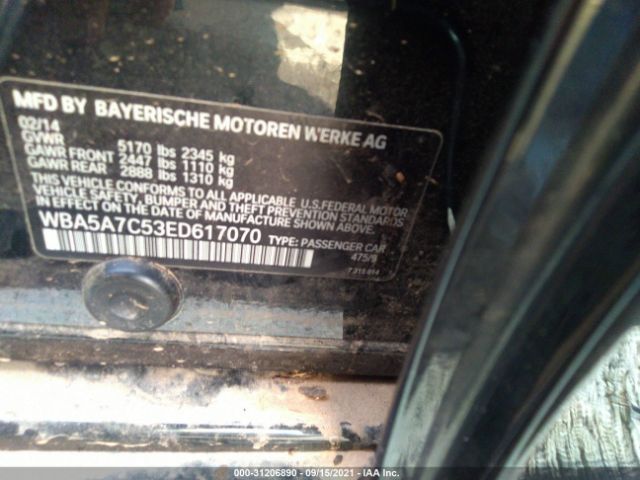 MFD BY BAYERISCHE MOTOREN WERKE AG
02/14
GVWR 5170 lbs 2345 kg
GAWR FRONT 2447 lbs 1110 kg
GAWR REAR 2888 lbs 1310 kg
THIS VEHICLE CONFORMS TO ALL APPLICABLE U.S.FEDERAL MOTOR
VEHICLE SAFETY, BUMPER, AND THEFT PREVENTION STANDARDS
IN EFFECT ON THE DATE OF MANUFACTURE SHOWN ABOVE.
WBA5A7C53ED617070 TYPE: PASSENGER CAR
475/9
000-31206890 - 09/15/2021 - IAA Inc.